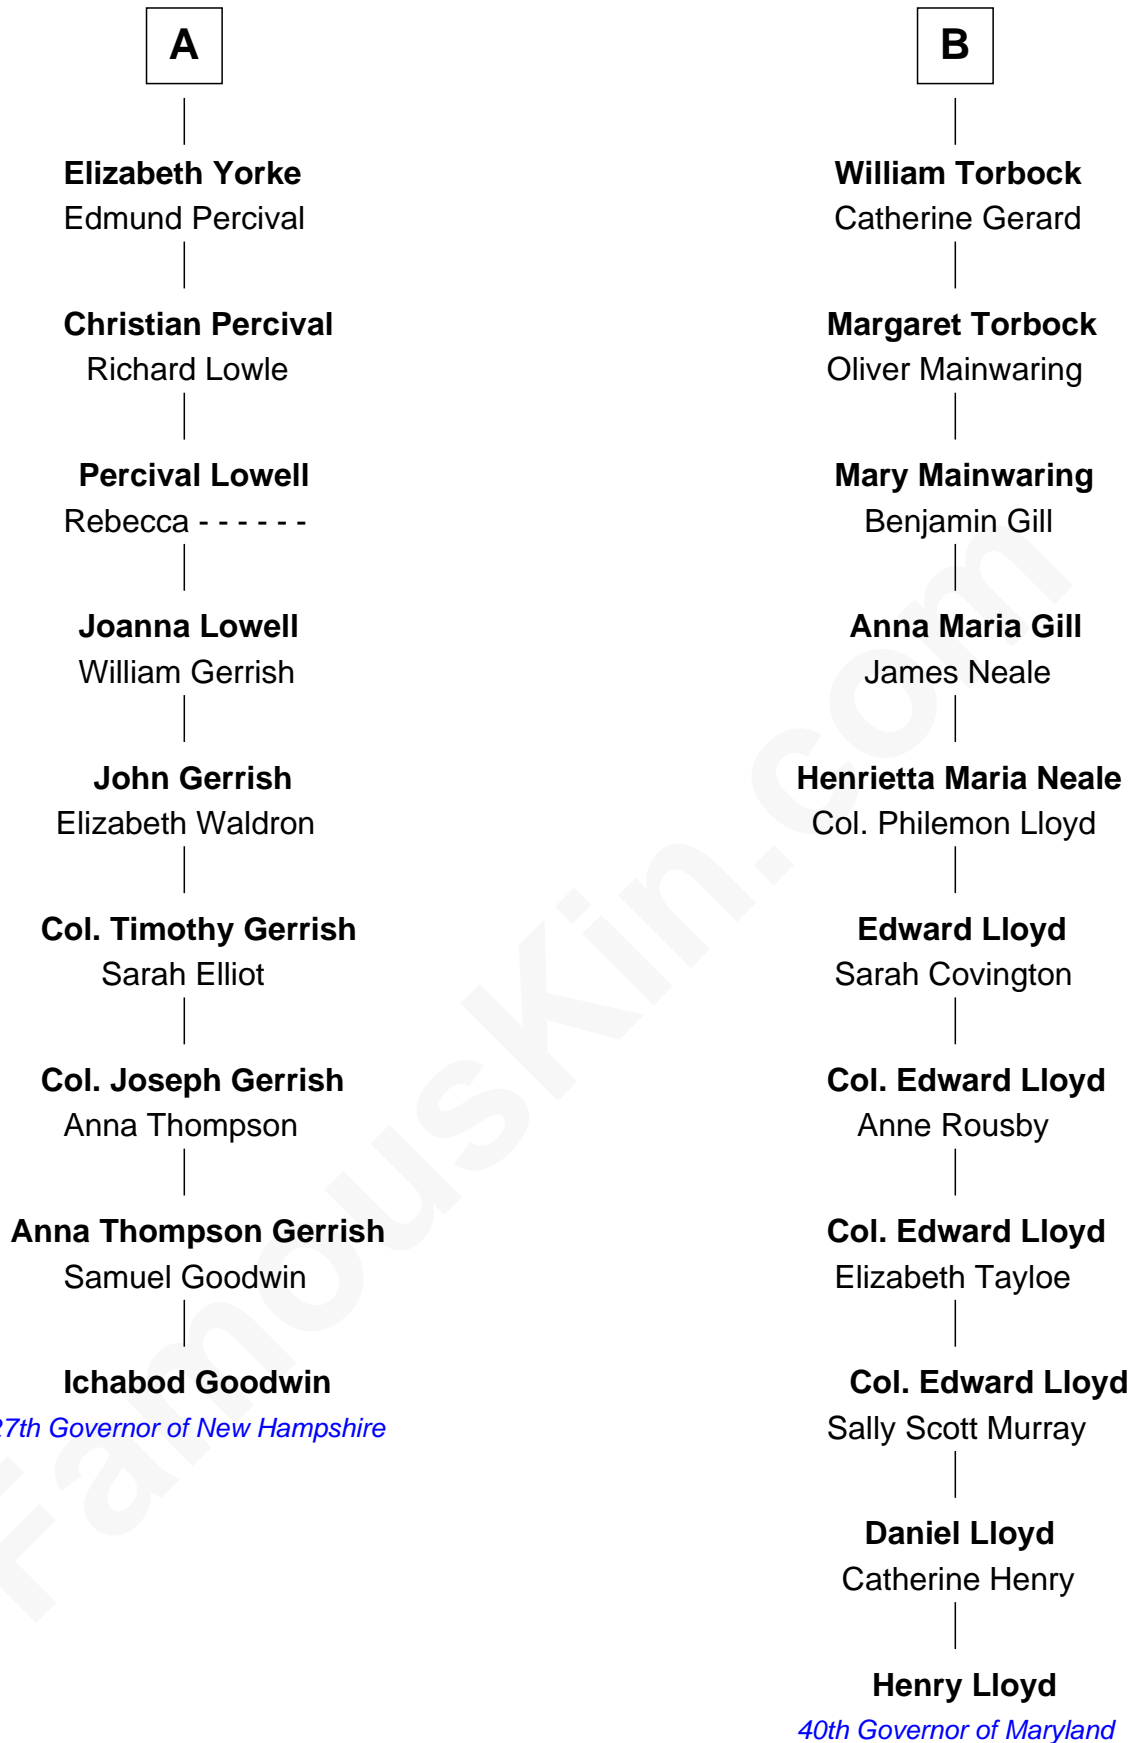 A
Elizabeth Yorke
Edmund Percival
Christian Percival
Richard Lowle
Percival Lowell
Rebecca - - - - - -
Joanna Lowell
William Gerrish
John Gerrish
Elizabeth Waldron
Col. Timothy Gerrish
Sarah Elliot
Col. Joseph Gerrish
Anna Thompson
Anna Thompson Gerrish
Samuel Goodwin
Ichabod Goodwin
27th Governor of New Hampshire
B
William Torbock
Catherine Gerard
Margaret Torbock
Oliver Mainwaring
Mary Mainwaring
Benjamin Gill
Anna Maria Gill
James Neale
Henrietta Maria Neale
Col. Philemon Lloyd
Edward Lloyd
Sarah Covington
Col. Edward Lloyd
Anne Rousby
Col. Edward Lloyd
Elizabeth Tayloe
Col. Edward Lloyd
Sally Scott Murray
Daniel Lloyd
Catherine Henry
Henry Lloyd
40th Governor of Maryland
FamousKin.com